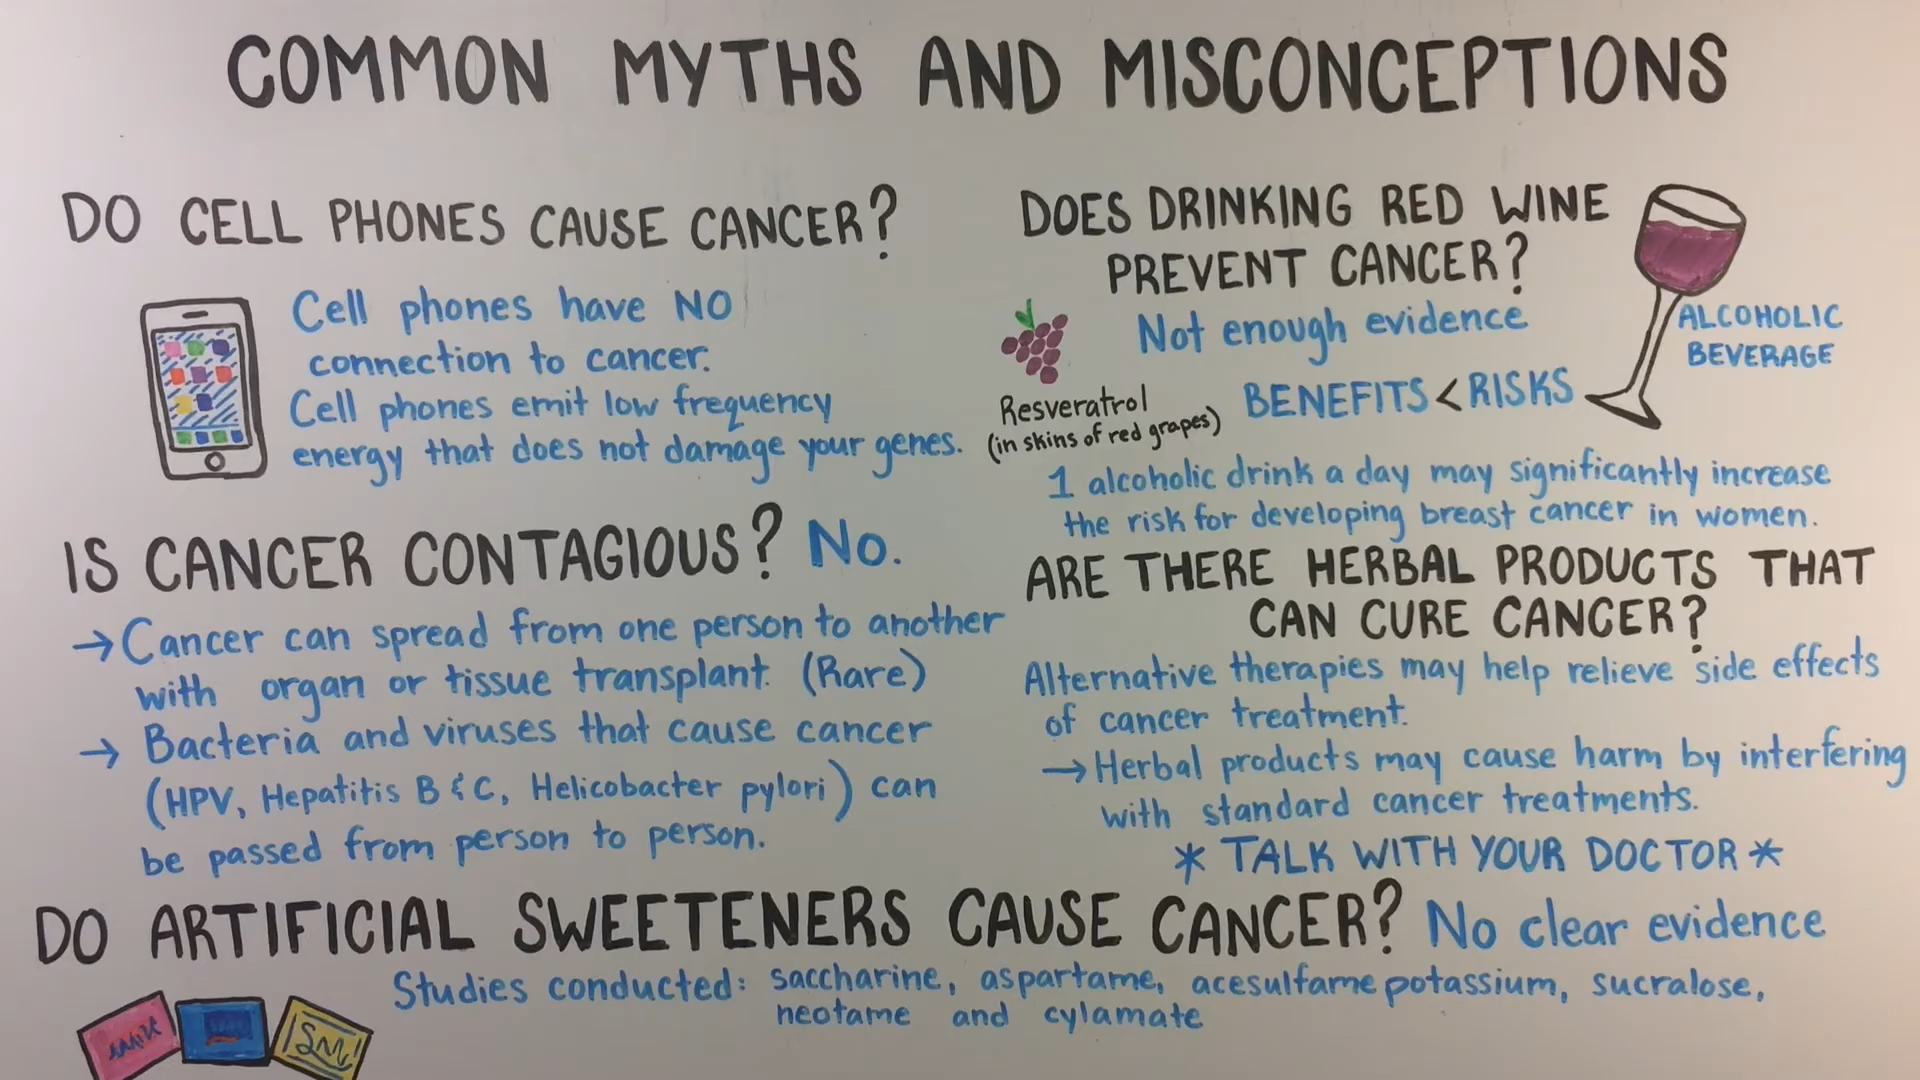 COMMON MYTHS AND MISCONCEPTIONS
DO CELL PHONES CAUSE CANCER?
Cell phones have NO
connection to cancer.
Cell phones emit low frequency
energy that does not damage your genes.
IS CANCER CONTAGIOUS? No.
→ Cancer can spread from one person to another
with organ or tissue transplant. (Rare)
→ Bacteria and viruses that cause cancer
(HPV, Hepatitis B & C, Helicobacter pylori) can
be passed from person to person.
DOES DRINKING RED WINE
PREVENT CANCER?
Not enough evidence
ALCOHOLIC
BEVERAGE
BENEFITS < RISKS
Resveratrol
(in skins of red grapes)
1 alcoholic drink a day may significantly increase
the risk for developing breast cancer in women.
ARE THERE HERBAL PRODUCTS THAT
CAN CURE CANCER?
Alternative therapies may help relieve side effects
of cancer treatment.
→ Herbal products may cause harm by interfering
with standard cancer treatments.
* TALK WITH YOUR DOCTOR *
DO ARTIFICIAL SWEETENERS CAUSE CANCER? No clear evidence
Studies conducted: saccharine, aspartame, acesulfame potassium, sucralose,
neotame and cylamate